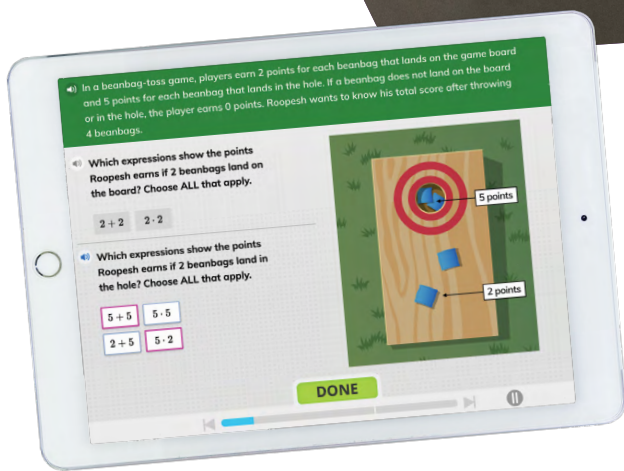 In a beanbag-toss game, players earn 2 points for each beanbag that lands on the game board
and 5 points for each beanbag that lands in the hole. If a beanbag does not land on the board
or in the hole, the player earns 0 points. Roopesh wants to know his total score after throwing
4 beanbags.
Which expressions show the points
Roopesh earns if 2 beanbags land on
the board? Choose ALL that apply.
2 + 2 2 · 2
Which expressions show the points
Roopesh earns if 2 beanbags land in
the hole? Choose ALL that apply.
5 + 5 5 · 5
2 + 5 5 · 2
5 points
2 points
DONE